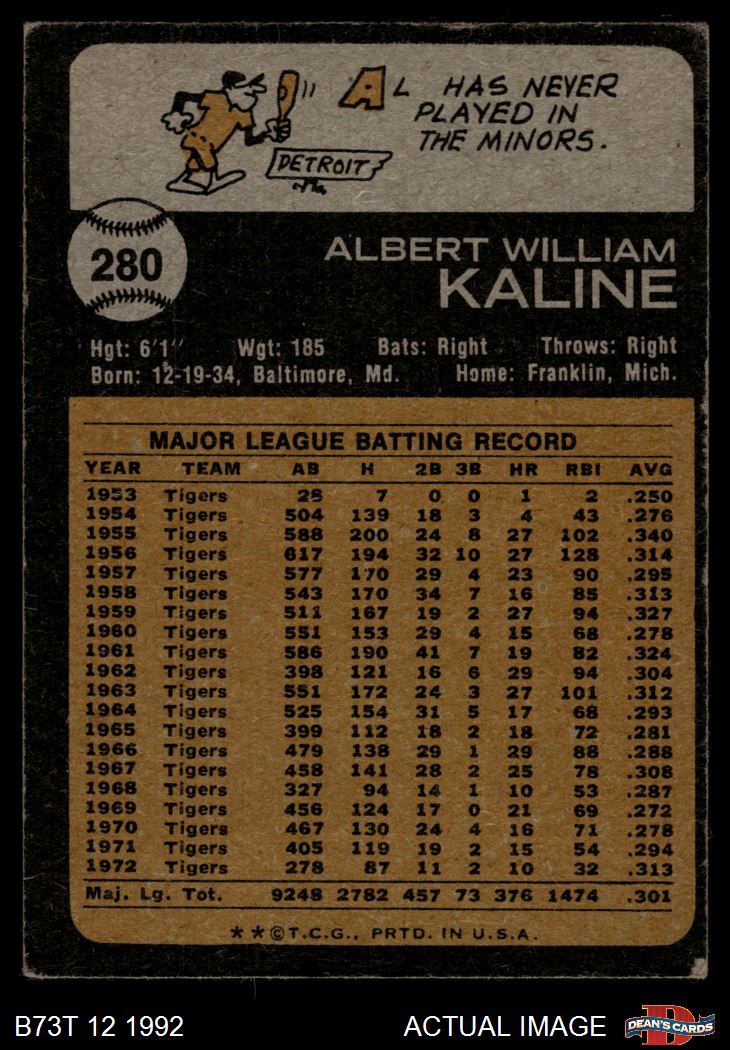 AL HAS NEVER
PLAYED IN
THE MINORS.
DETROIT
280
ALBERT WILLIAM
KALINE
Hgt: 6'1" Wgt: 185 Bats: Right Throws: Right
Born: 12-19-34, Baltimore, Md. Home: Franklin, Mich.
MAJOR LEAGUE BATTING RECORD
YEAR TEAM AB H 2B 3B HR RBI AVG
1953 Tigers 28 7 0 0 1 2 .250
1954 Tigers 504 139 18 3 4 43 .276
1955 Tigers 588 200 24 8 27 102 .340
1956 Tigers 617 194 32 10 27 128 .314
1957 Tigers 577 170 29 4 23 90 .295
1958 Tigers 543 170 34 7 16 85 .313
1959 Tigers 511 167 19 2 27 94 .327
1960 Tigers 551 153 29 4 15 68 .278
1961 Tigers 586 190 41 7 19 82 .324
1962 Tigers 398 121 16 6 29 94 .304
1963 Tigers 551 172 24 3 27 101 .312
1964 Tigers 525 154 31 5 17 68 .293
1965 Tigers 399 112 18 2 18 72 .281
1966 Tigers 479 138 29 1 29 88 .288
1967 Tigers 458 141 28 2 25 78 .308
1968 Tigers 327 94 14 1 10 53 .287
1969 Tigers 456 124 17 0 21 69 .272
1970 Tigers 467 130 24 4 16 71 .278
1971 Tigers 405 119 19 2 15 54 .294
1972 Tigers 278 87 11 2 10 32 .313
Maj. Lg. Tot. 9248 2782 457 73 376 1474 .301
**©T.C.G., PRTD. IN U.S.A.
B73T 12 1992 ACTUAL IMAGE
D
DEAN'S CARDS